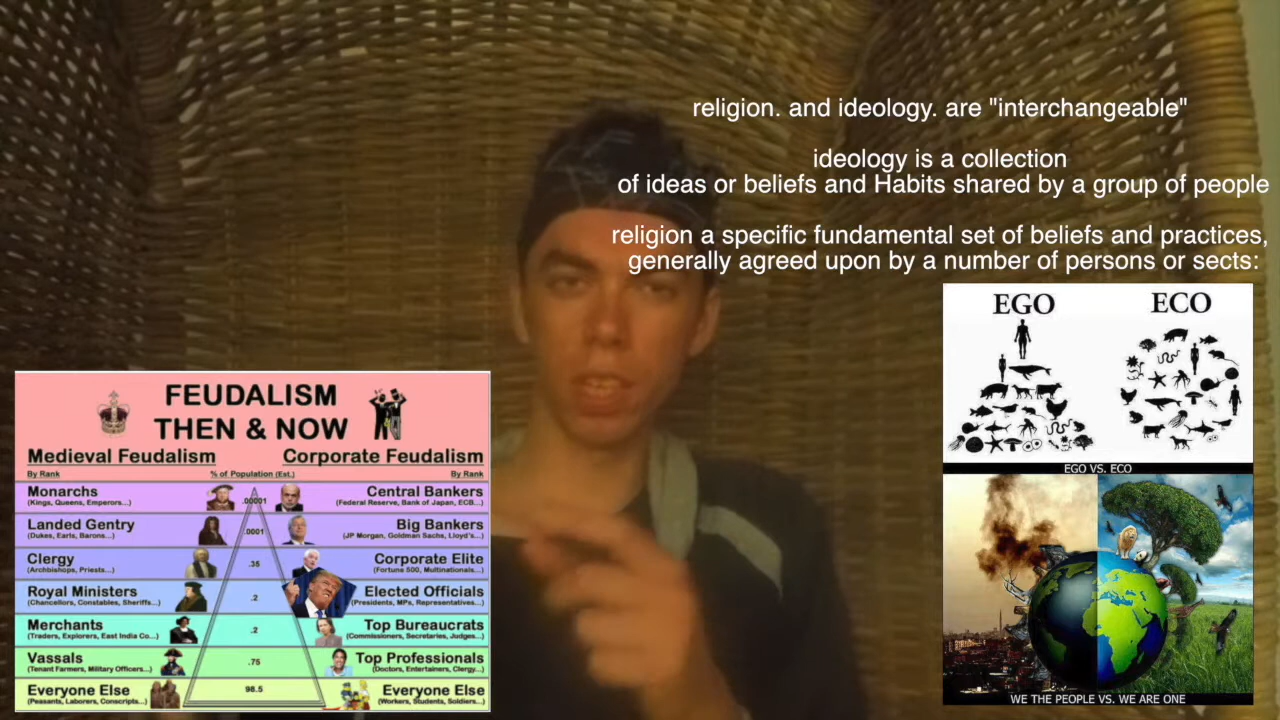 religion. and ideology. are "interchangeable"
ideology is a collection
of ideas or beliefs and Habits shared by a group of people
religion a specific fundamental set of beliefs and practices,
generally agreed upon by a number of persons or sects:
EGO
ECO
EGO VS. ECO
WE THE PEOPLE VS. WE ARE ONE
FEUDALISM
THEN & NOW
Medieval Feudalism
Corporate Feudalism
By Rank
% of Population (Est.)
By Rank
Monarchs
(Kings, Queens, Emperors...)
.00001
Central Bankers
(Federal Reserve, Bank of Japan, ECB...)
Landed Gentry
(Dukes, Earls, Barons...)
.0001
Big Bankers
(JP Morgan, Goldman Sachs, Lloyd's...)
Clergy
(Archbishops, Priests...)
.35
Corporate Elite
(Fortune 500, Multinationals...)
Royal Ministers
(Chancellors, Constables, Sheriffs...)
.2
Elected Officials
(Presidents, MPs, Representatives...)
Merchants
(Traders, Explorers, East India Co...)
.2
Top Bureaucrats
(Commissioners, Secretaries, Judges...)
Vassals
(Tenant Farmers, Military Officers...)
.75
Top Professionals
(Doctors, Entertainers, Clergy...)
Everyone Else
(Peasants, Laborers, Conscripts...)
98.5
Everyone Else
(Workers, Students, Soldiers...)